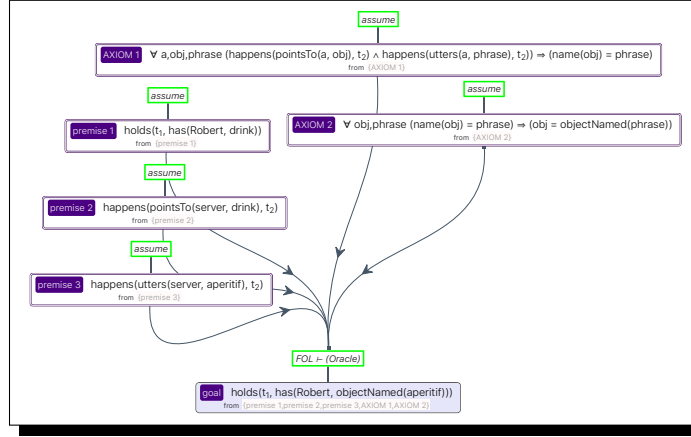 assume
AXIOM 1 ∀ a,obj,phrase (happens(pointsTo(a, obj), t₂) ∧ happens(utters(a, phrase), t₂)) ⇒ (name(obj) = phrase)
from {AXIOM 1}
assume
assume
premise 1 holds(t₁, has(Robert, drink))
from {premise 1}
AXIOM 2 ∀ obj,phrase (name(obj) = phrase) ⇒ (obj = objectNamed(phrase))
from {AXIOM 2}
assume
premise 2 happens(pointsTo(server, drink), t₂)
from {premise 2}
assume
premise 3 happens(utters(server, aperitif), t₂)
from {premise 3}
FOL ⊢ (Oracle)
goal holds(t₁, has(Robert, objectNamed(aperitif)))
from {premise 1,premise 2,premise 3,AXIOM 1,AXIOM 2}